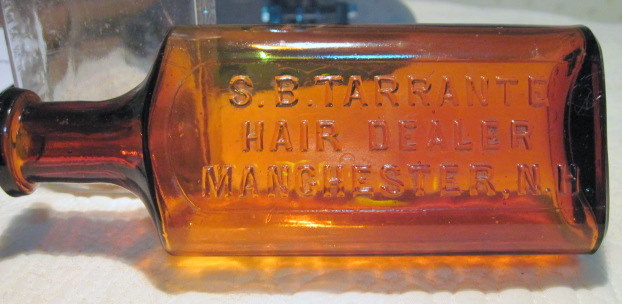 S.B. TARRANTE
HAIR DEALER
MANCHESTER, N.H